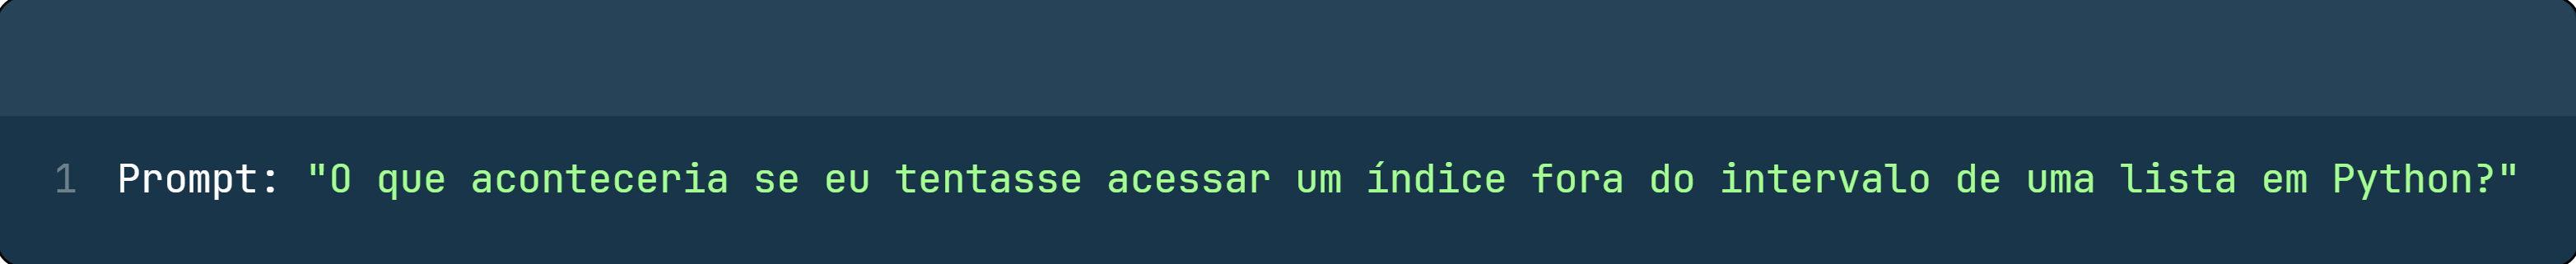 1 Prompt: "O que aconteceria se eu tentasse acessar um índice fora do intervalo de uma lista em Python?"